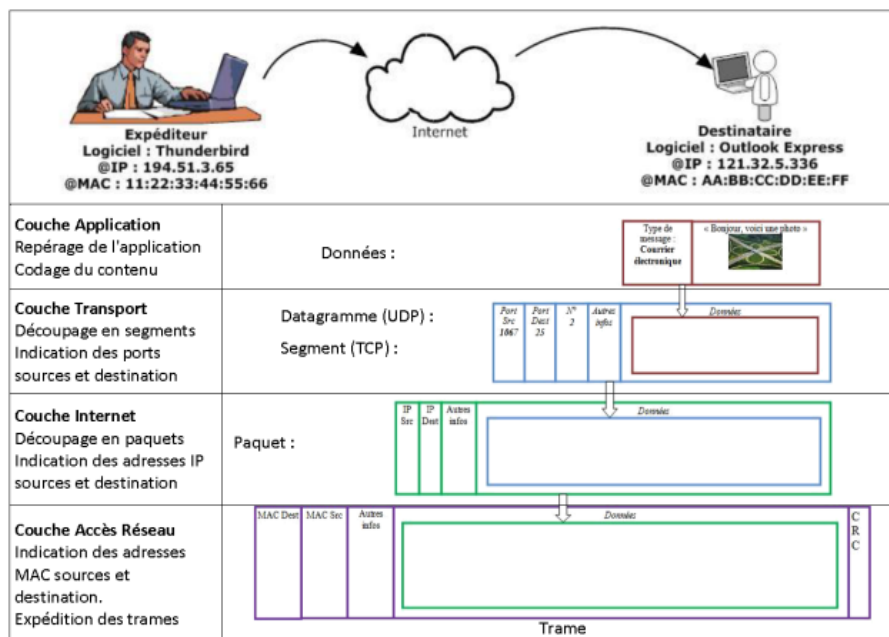 Expéditeur
Logiciel : Thunderbird
@IP : 194.51.3.65
@MAC : 11:22:33:44:55:66
Internet
Destinataire
Logiciel : Outlook Express
@IP : 121.32.5.336
@MAC : AA:BB:CC:DD:EE:FF
Couche Application
Repérage de l'application
Codage du contenu
Données :
Type de
message :
Courrier
électronique
« Bonjour, voici une photo »
Couche Transport
Découpage en segments
Indication des ports
sources et destination
Datagramme (UDP) :
Segment (TCP) :
Port
Src
1067
Port
Dest
25
N°
2
Autres
infos
Données
Couche Internet
Découpage en paquets
Indication des adresses IP
sources et destination
Paquet :
IP
Src
IP
Dest
Autres
infos
Données
Couche Accès Réseau
Indication des adresses
MAC sources et
destination.
Expédition des trames
MAC Dest
MAC Src
Autres
infos
Données
C
R
C
Trame